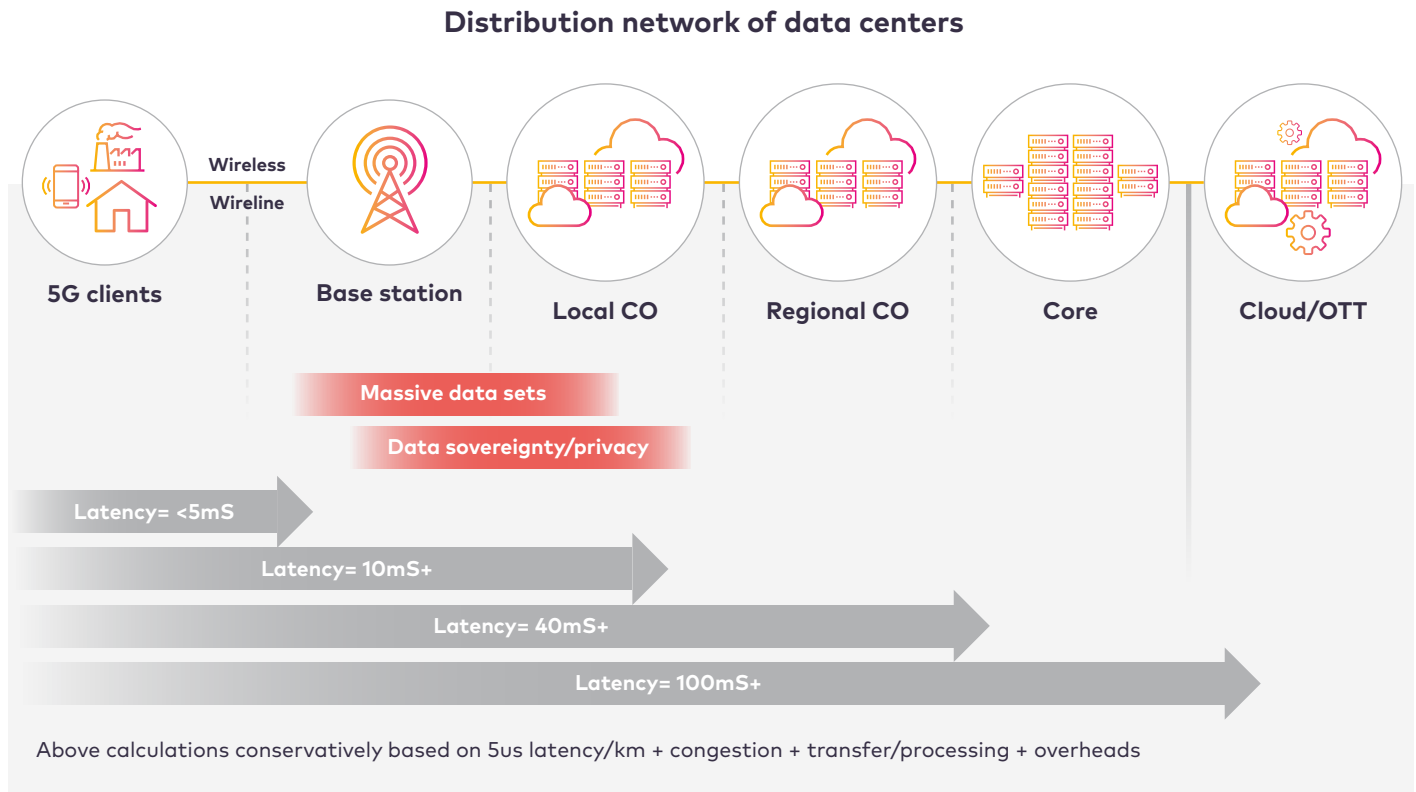 Distribution network of data centers
Wireless
Wireline
5G clients
Base station
Local CO
Regional CO
Core
Cloud/OTT
Massive data sets
Data sovereignty/privacy
Latency= <5mS
Latency= 10mS+
Latency= 40mS+
Latency= 100mS+
Above calculations conservatively based on 5us latency/km + congestion + transfer/processing + overheads